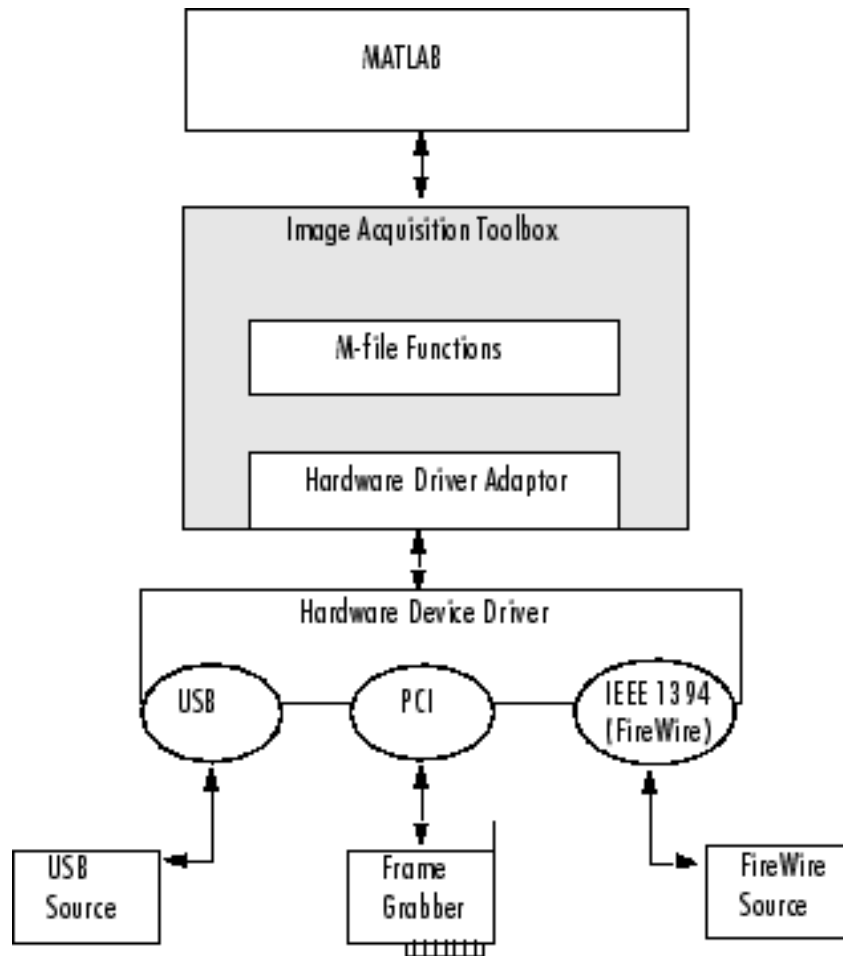 MATLAB
Image Acquisition Toolbox
M-file Functions
Hardware Driver Adaptor
Hardware Device Driver
USB
PCI
IEEE 1394
(FireWire)
USB
Source
Frame
Grabber
FireWire
Source